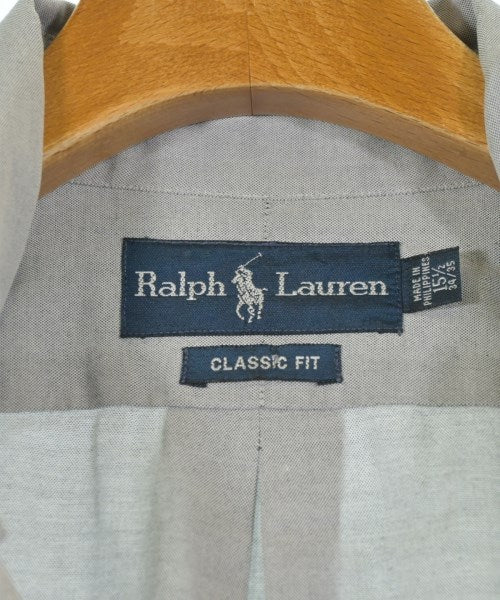 Ralph Lauren
CLASSIC FIT
MADE IN
PHILIPPINES
15½
34/35